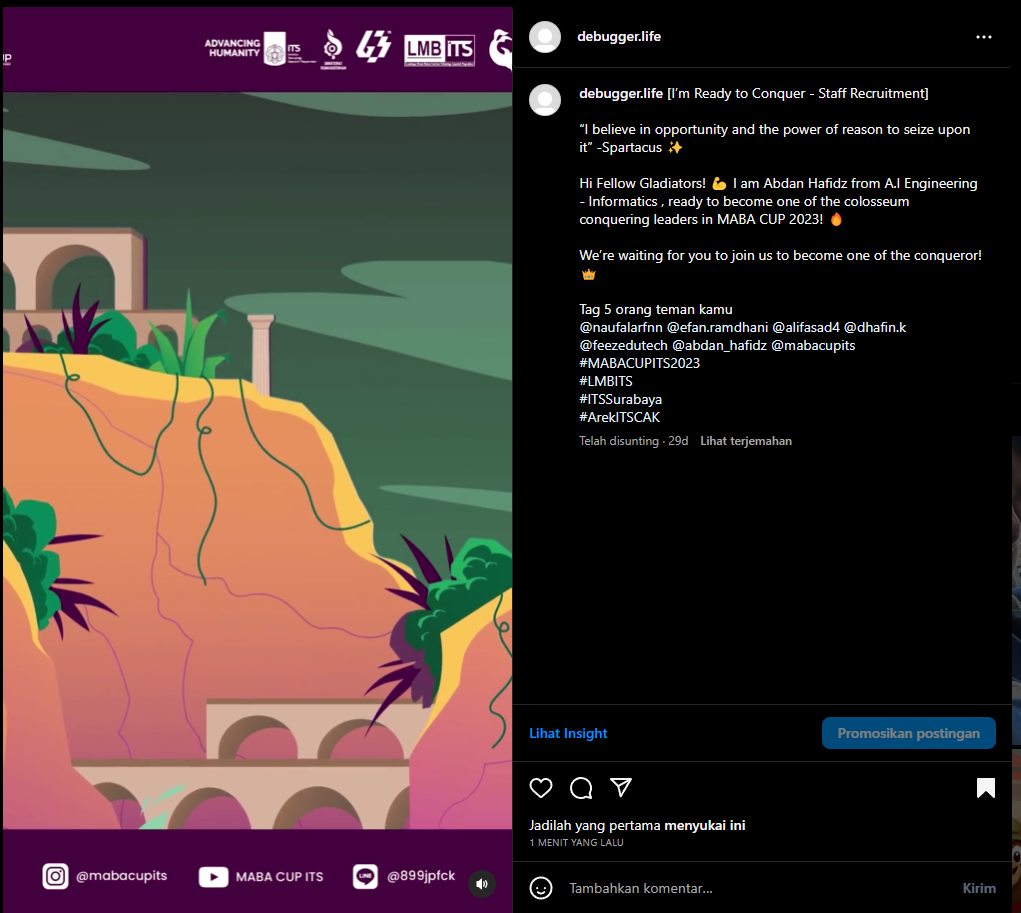 UP
ADVANCING
HUMANITY
ITS
LMB ITS
@mabacupits
MABA CUP ITS
LINE
@899jpfck
debugger.life
debugger.life [I’m Ready to Conquer - Staff Recruitment]
“I believe in opportunity and the power of reason to seize upon
it” -Spartacus ✨
Hi Fellow Gladiators! 💪 I am Abdan Hafidz from A.I Engineering
- Informatics , ready to become one of the colosseum
conquering leaders in MABA CUP 2023! 🔥
We’re waiting for you to join us to become one of the conqueror!
👑
Tag 5 orang teman kamu
@naufalarfnn @efan.ramdhani @alifasad4 @dhafin.k
@feezedutech @abdan_hafidz @mabacupits
#MABACUPITS2023
#LMBITS
#ITSSurabaya
#ArekITSCAK
Telah disunting · 29d Lihat terjemahan
Lihat Insight
Promosikan postingan
Jadilah yang pertama menyukai ini
1 MENIT YANG LALU
Tambahkan komentar...
Kirim